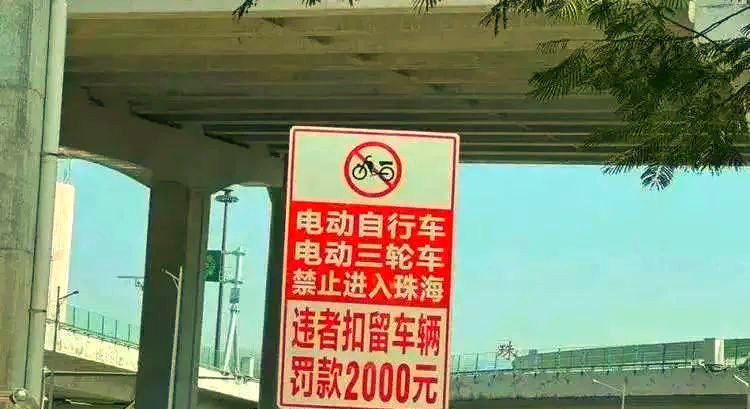 电动自行车
电动三轮车
禁止进入珠海
违者扣留车辆
罚款2000元
珠